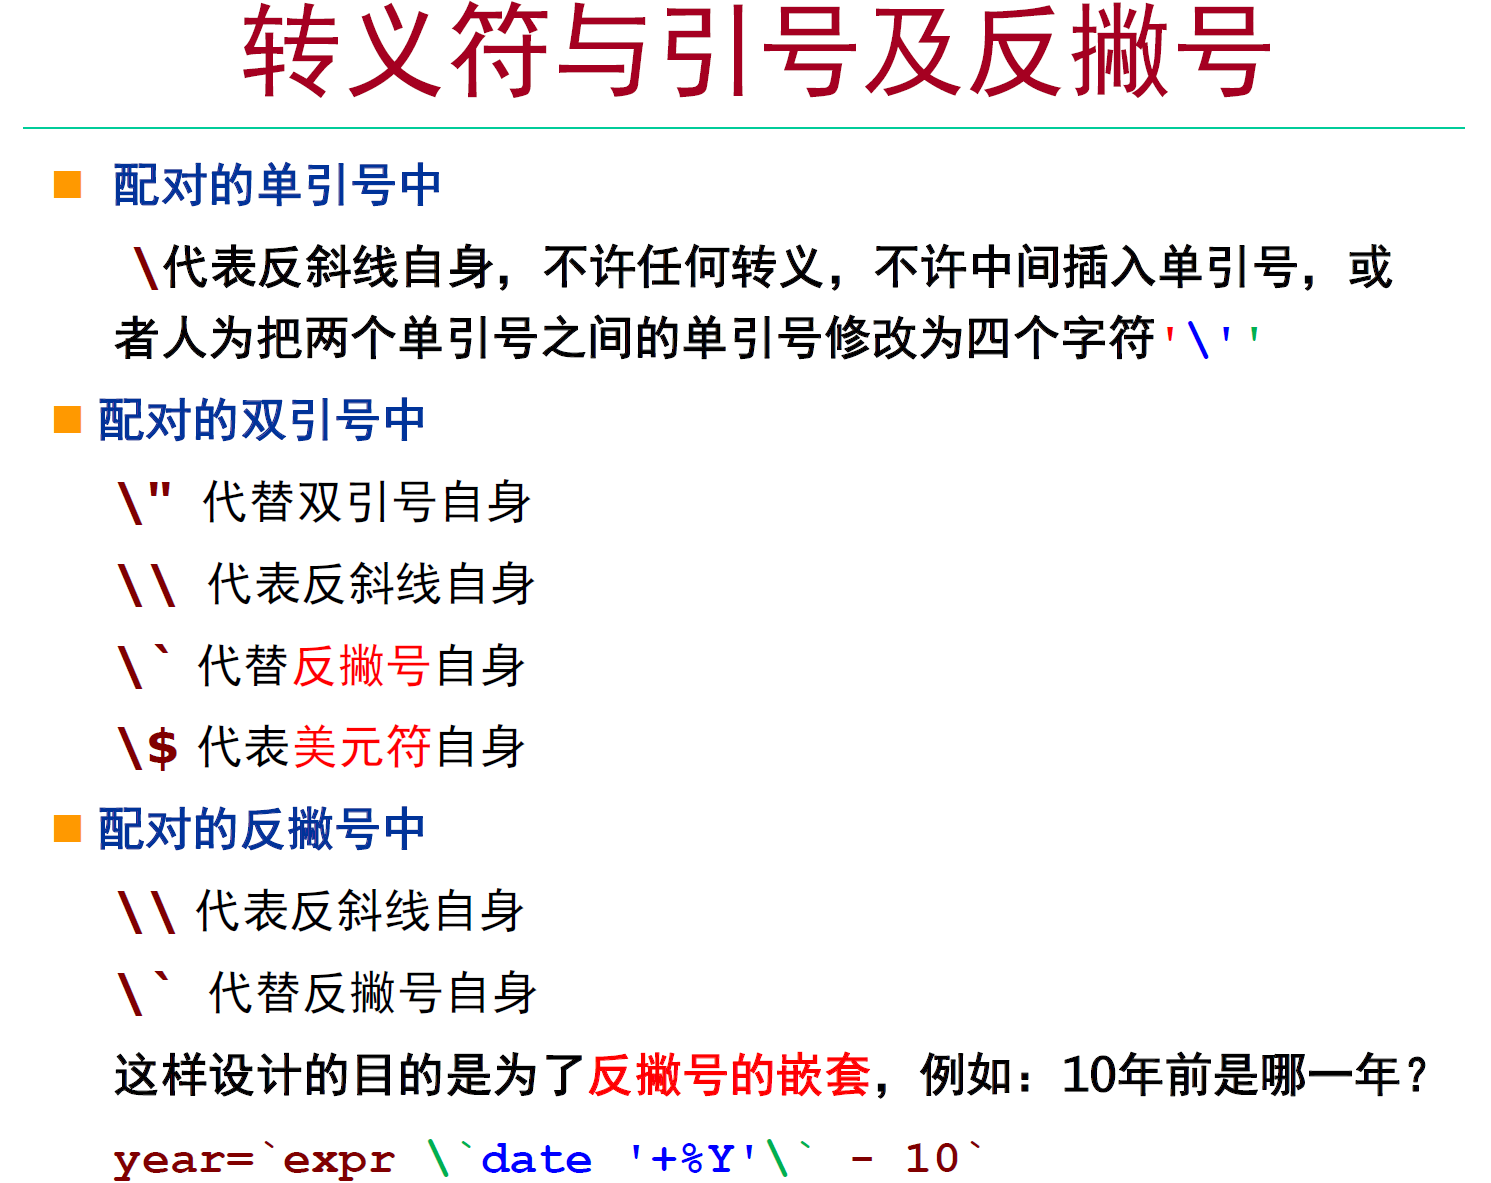 转义符与引号及反撇号
配对的单引号中
\代表反斜线自身，不许任何转义，不许中间插入单引号，或
者人为把两个单引号之间的单引号修改为四个字符'\''
配对的双引号中
\" 代替双引号自身
\\ 代表反斜线自身
\` 代替反撇号自身
\$ 代表美元符自身
配对的反撇号中
\\ 代表反斜线自身
\` 代替反撇号自身
这样设计的目的是为了反撇号的嵌套，例如：10年前是哪一年？
year=`expr \`date '+%Y'\` - 10`